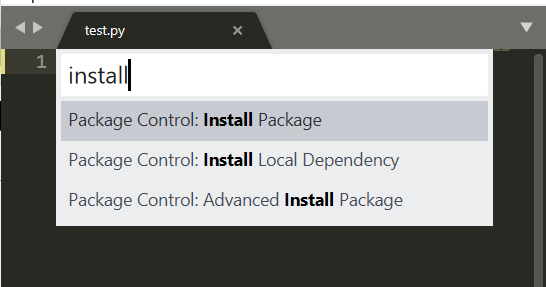 test.py
1
install
Package Control: Install Package
Package Control: Install Local Dependency
Package Control: Advanced Install Package